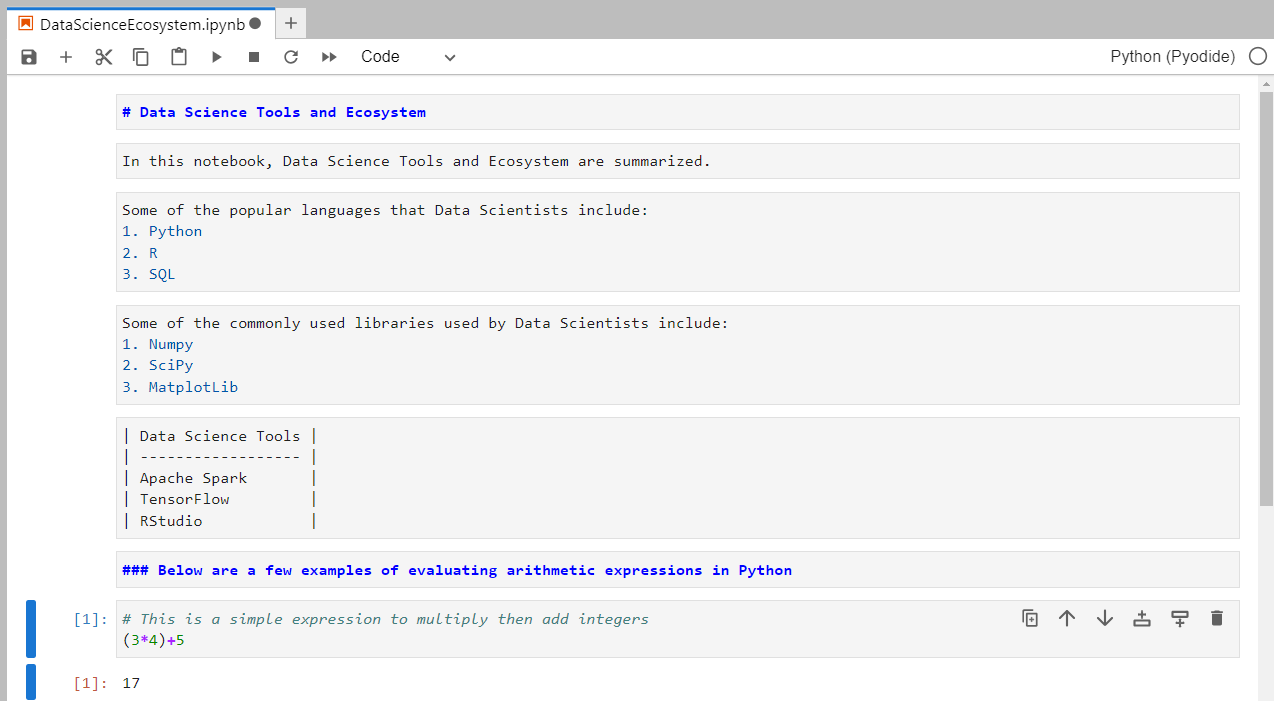 DataScienceEcosystem.ipynb
Code
Python (Pyodide)
# Data Science Tools and Ecosystem
In this notebook, Data Science Tools and Ecosystem are summarized.
Some of the popular languages that Data Scientists include:
1. Python
2. R
3. SQL
Some of the commonly used libraries used by Data Scientists include:
1. Numpy
2. SciPy
3. MatplotLib
| Data Science Tools |
| ------------------ |
| Apache Spark       |
| TensorFlow         |
| RStudio            |
### Below are a few examples of evaluating arithmetic expressions in Python
[1]: # This is a simple expression to multiply then add integers
(3*4)+5
[1]: 17